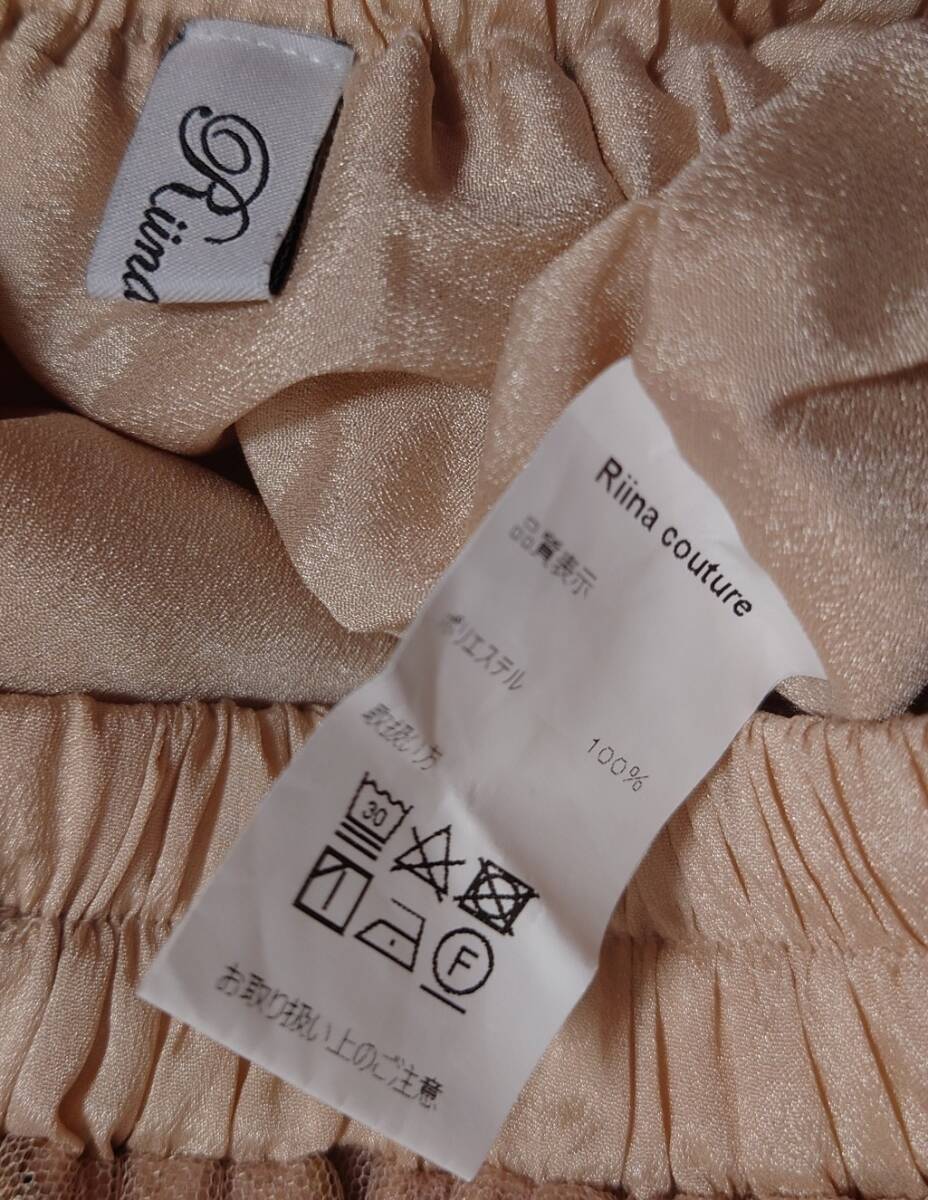 Riina
Riina couture
品質表示
ポリエステル
100%
取扱い方
30
F
お取り扱い上のご注意